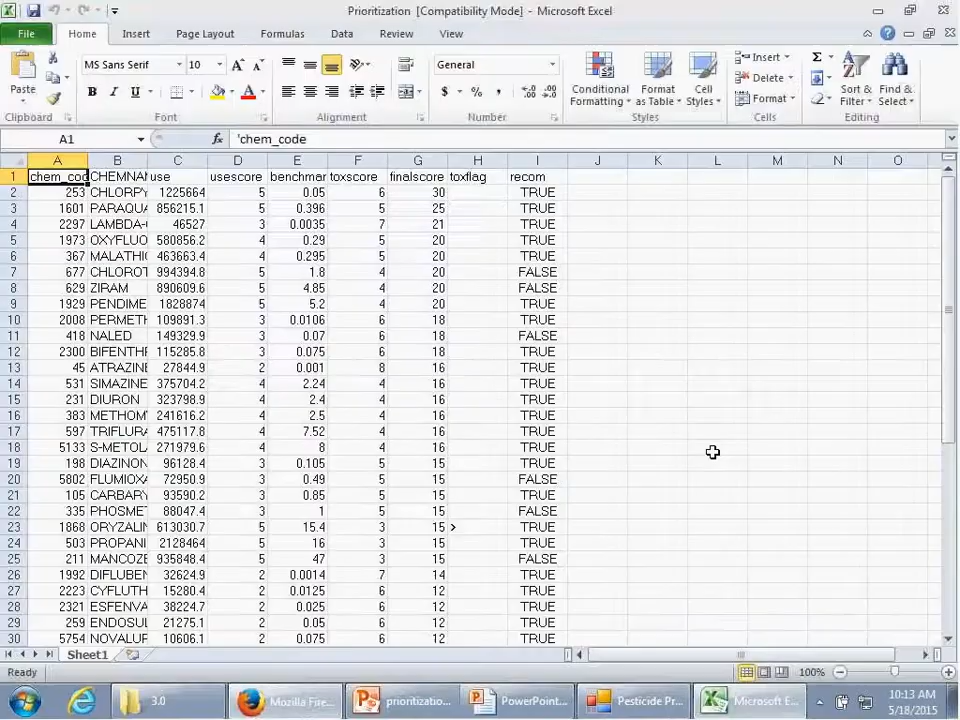 Prioritization [Compatibility Mode] - Microsoft Excel
File Home Insert Page Layout Formulas Data Review View
Paste
MS Sans Serif 10
B I U
General
$ % ,
Conditional Formatting
Format as Table
Cell Styles
Insert
Delete
Format
Sort & Filter
Find & Select
Clipboard Font Alignment Number Styles Cells Editing
A1 fx 'chem_code
A B C D E F G H I J K L M N O
1 chem_cod CHEMNAM use usescore benchmar toxscore finalscore toxflag recom
2 253 CHLORPY 1225664 5 0.05 6 30 TRUE
3 1601 PARAQUA 856215.1 5 0.396 5 25 TRUE
4 2297 LAMBDA- 46527 3 0.0035 7 21 TRUE
5 1973 OXYFLUO 580856.2 4 0.29 5 20 TRUE
6 367 MALATHI 463663.4 4 0.295 5 20 TRUE
7 677 CHLOROT 994394.8 5 1.8 4 20 FALSE
8 629 ZIRAM 890609.6 5 4.85 4 20 FALSE
9 1929 PENDIME 1828874 5 5.2 4 20 TRUE
10 2008 PERMETH 109891.3 3 0.0106 6 18 TRUE
11 418 NALED 149329.9 3 0.07 6 18 FALSE
12 2300 BIFENTHR 115285.8 3 0.075 6 18 TRUE
13 45 ATRAZINE 27844.9 2 0.001 8 16 TRUE
14 531 SIMAZINE 375704.2 4 2.24 4 16 TRUE
15 231 DIURON 323798.9 4 2.4 4 16 TRUE
16 383 METHOM 241616.2 4 2.5 4 16 TRUE
17 597 TRIFLURA 475117.8 4 7.52 4 16 TRUE
18 5133 S-METOL 271979.6 4 8 4 16 TRUE
19 198 DIAZINON 96128.4 3 0.105 5 15 TRUE
20 5802 FLUMIOXA 72950.9 3 0.49 5 15 FALSE
21 105 CARBARY 93590.2 3 0.85 5 15 TRUE
22 335 PHOSMET 88047.4 3 1 5 15 FALSE
23 1868 ORYZALIN 613030.7 5 15.4 3 15 > TRUE
24 503 PROPANI 2128464 5 16 3 15 TRUE
25 211 MANCOZE 935848.4 5 47 3 15 FALSE
26 1992 DIFLUBEN 32624.9 2 0.0014 7 14 TRUE
27 2223 CYFLUTH 15280.4 2 0.0125 6 12 TRUE
28 2321 ESFENVA 38224.7 2 0.025 6 12 TRUE
29 259 ENDOSUL 21275.1 2 0.05 6 12 TRUE
30 5754 NOVALUR 10606.1 2 0.075 6 12 TRUE
Sheet1
Ready 100%
3.0 Mozilla Fire... prioritizatio... PowerPoint... Pesticide Pr... Microsoft E... 10:13 AM
5/18/2015